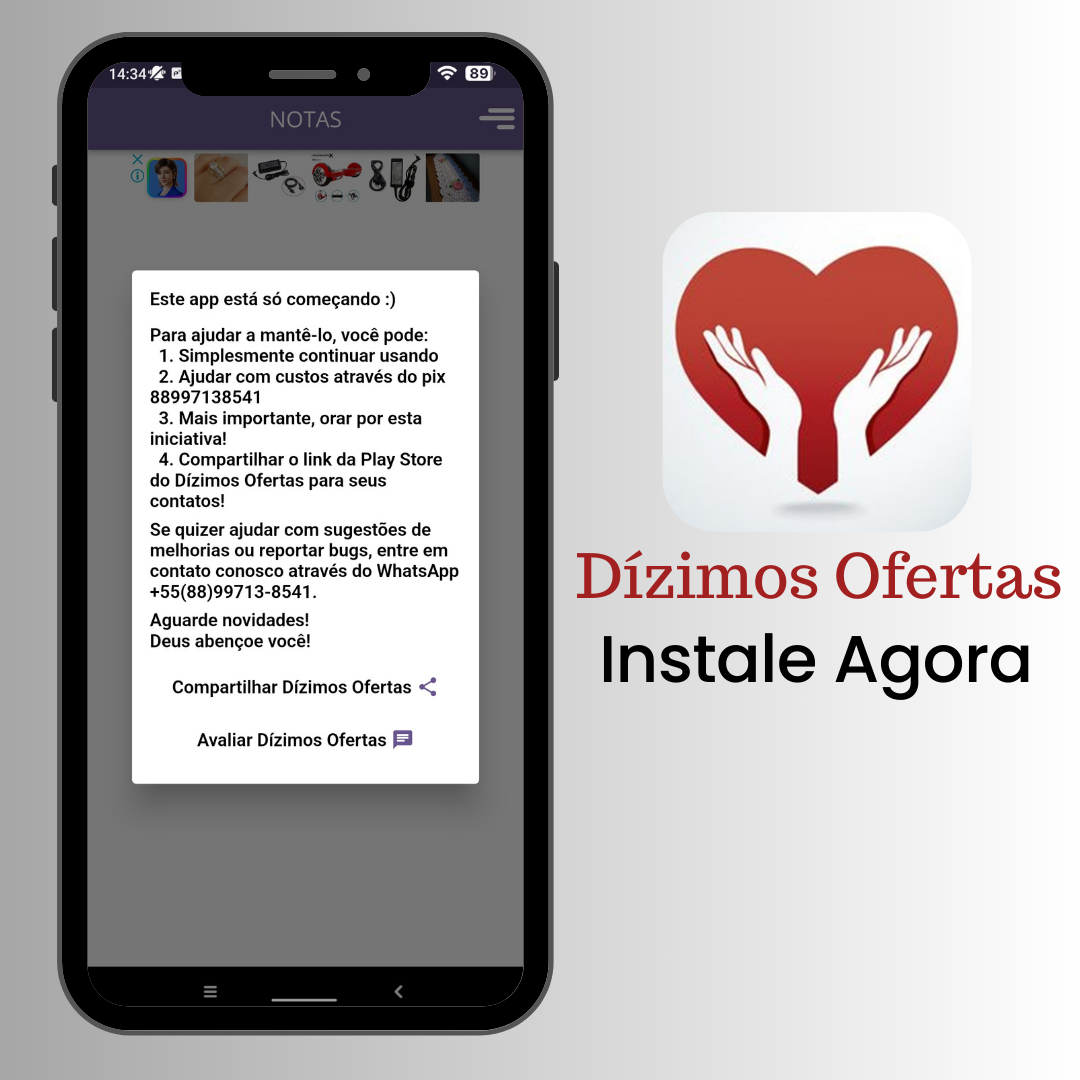 14:34
89
NOTAS
Este app está só começando :)
Para ajudar a mantê-lo, você pode:
1. Simplesmente continuar usando
2. Ajudar com custos através do pix
88997138541
3. Mais importante, orar por esta
iniciativa!
4. Compartilhar o link da Play Store
do Dízimos Ofertas para seus
contatos!
Se quizer ajudar com sugestões de
melhorias ou reportar bugs, entre em
contato conosco através do WhatsApp
+55(88)99713-8541.
Aguarde novidades!
Deus abençoe você!
Compartilhar Dízimos Ofertas
Avaliar Dízimos Ofertas
Dízimos Ofertas
Instale Agora